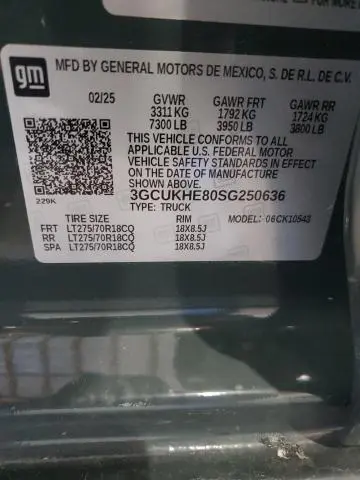 gm
MFD BY GENERAL MOTORS DE MEXICO, S. DE R.L. DE C.V.
02/25 GVWR GAWR FRT GAWR RR
3311 KG 1792 KG 1724 KG
7300 LB 3950 LB 3800 LB
THIS VEHICLE CONFORMS TO ALL
APPLICABLE U.S. FEDERAL MOTOR
VEHICLE SAFETY STANDARDS IN EFFECT
ON THE DATE OF MANUFACTURE
SHOWN ABOVE.
229K 3GCUKHE80SG250636
TYPE: TRUCK
TIRE SIZE RIM MODEL: 06CK10543
FRT LT275/70R18CQ 18X8.5J
RR LT275/70R18CQ 18X8.5J
SPA LT275/70R18CQ 18X8.5J